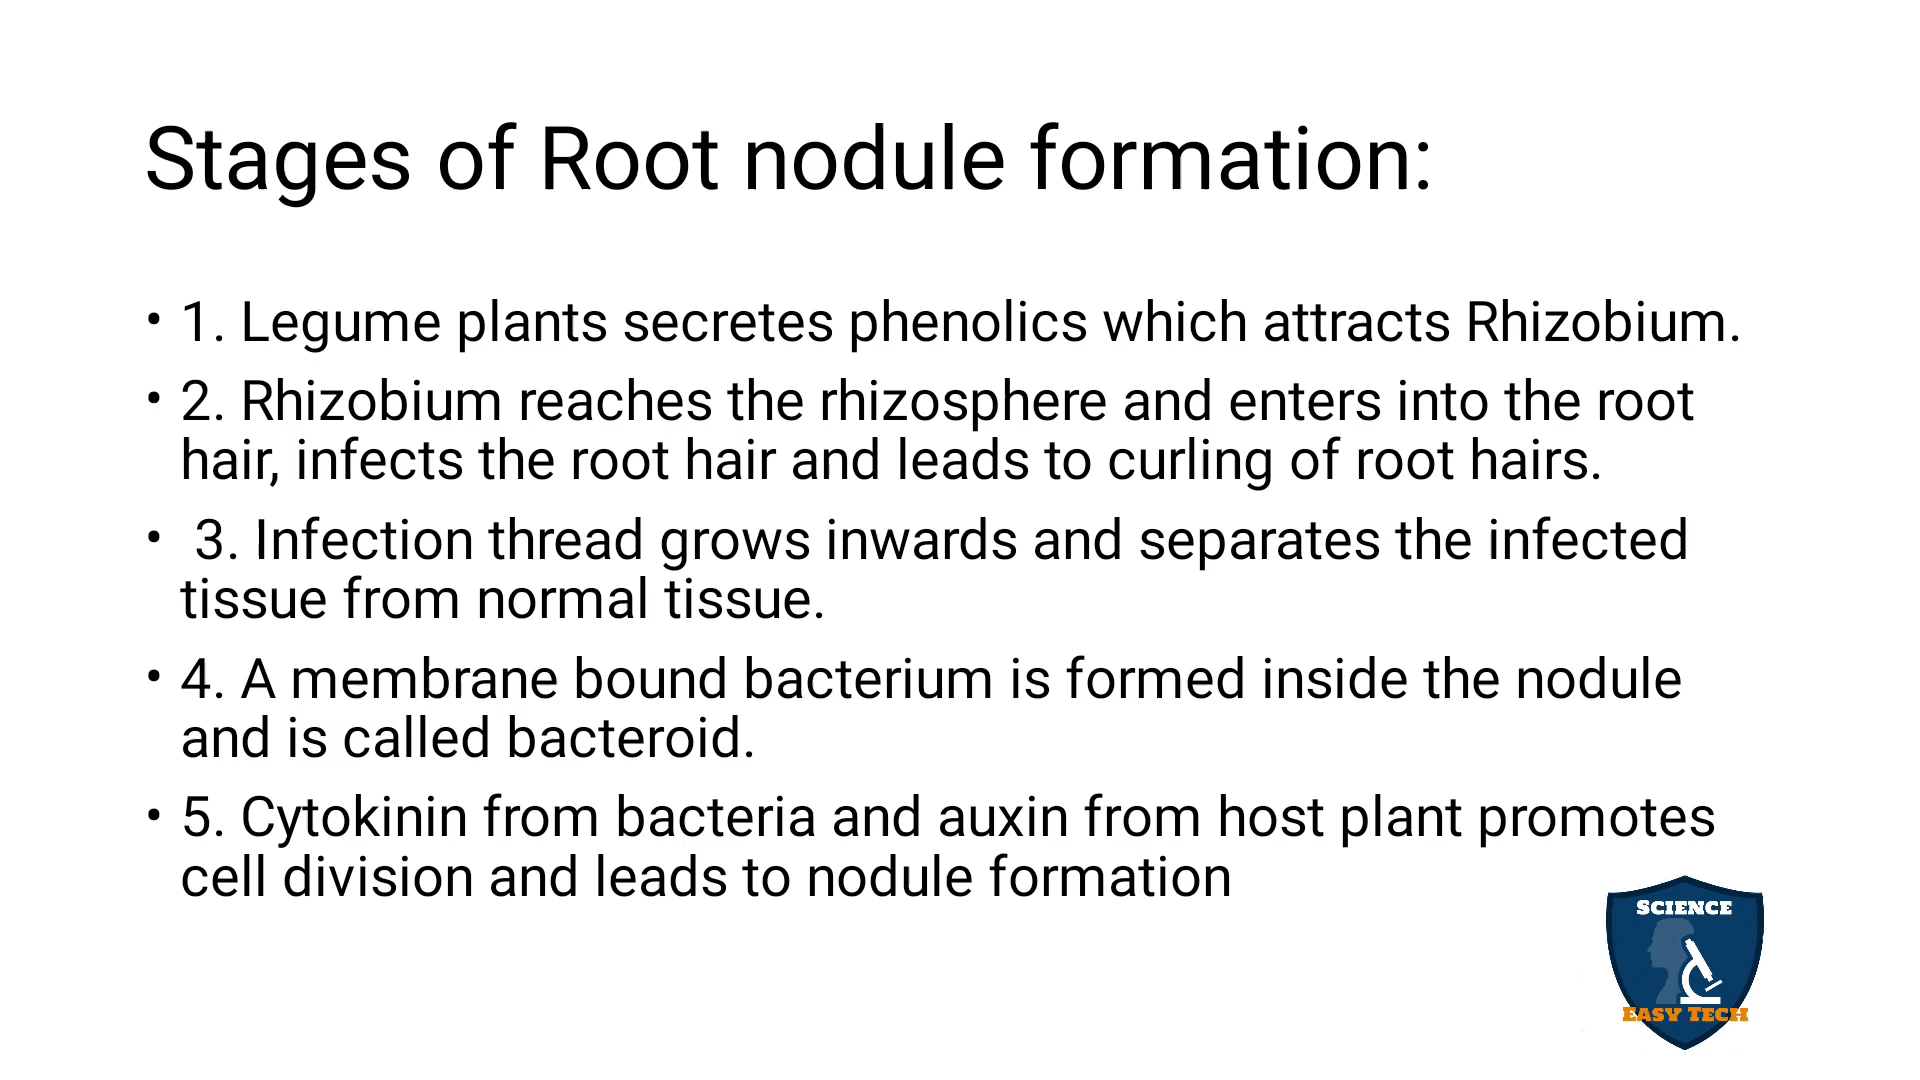 Stages of Root nodule formation:
• 1. Legume plants secretes phenolics which attracts Rhizobium.
• 2. Rhizobium reaches the rhizosphere and enters into the root
hair, infects the root hair and leads to curling of root hairs.
• 3. Infection thread grows inwards and separates the infected
tissue from normal tissue.
• 4. A membrane bound bacterium is formed inside the nodule
and is called bacteroid.
• 5. Cytokinin from bacteria and auxin from host plant promotes
cell division and leads to nodule formation
SCIENCE
EASY TECH